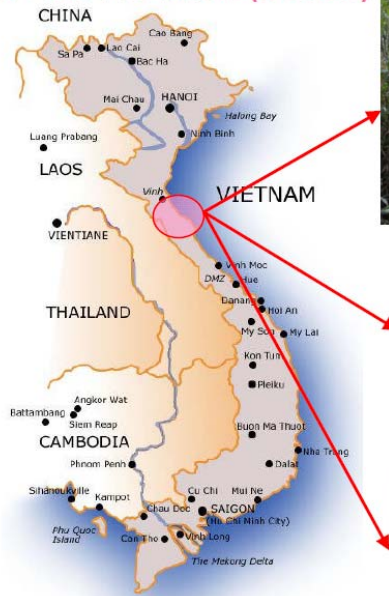 CHINA
Cao Bang
Sa Pa
Lao Cai
Bac Ha
Mai Chau
HANOI
Halong Bay
Luang Prabang
Ninh Binh
LAOS
Vinh
VIETNAM
VIENTIANE
Vinh Moc
DMZ
Hue
Danang
Hoi An
THAILAND
My Son
My Lai
Kon Tum
Pleiku
Angkor Wat
Battambang
Siem Reap
Buon Ma Thuot
CAMBODIA
Nha Trang
Dalat
Phnom Penh
Sihanoukville
Kampot
Cu Chi
Mui Ne
Chau Doc
SAIGON
(Ho Chi Minh City)
Phu Quoc
Island
Can Tho
Vinh Long
The Mekong Delta